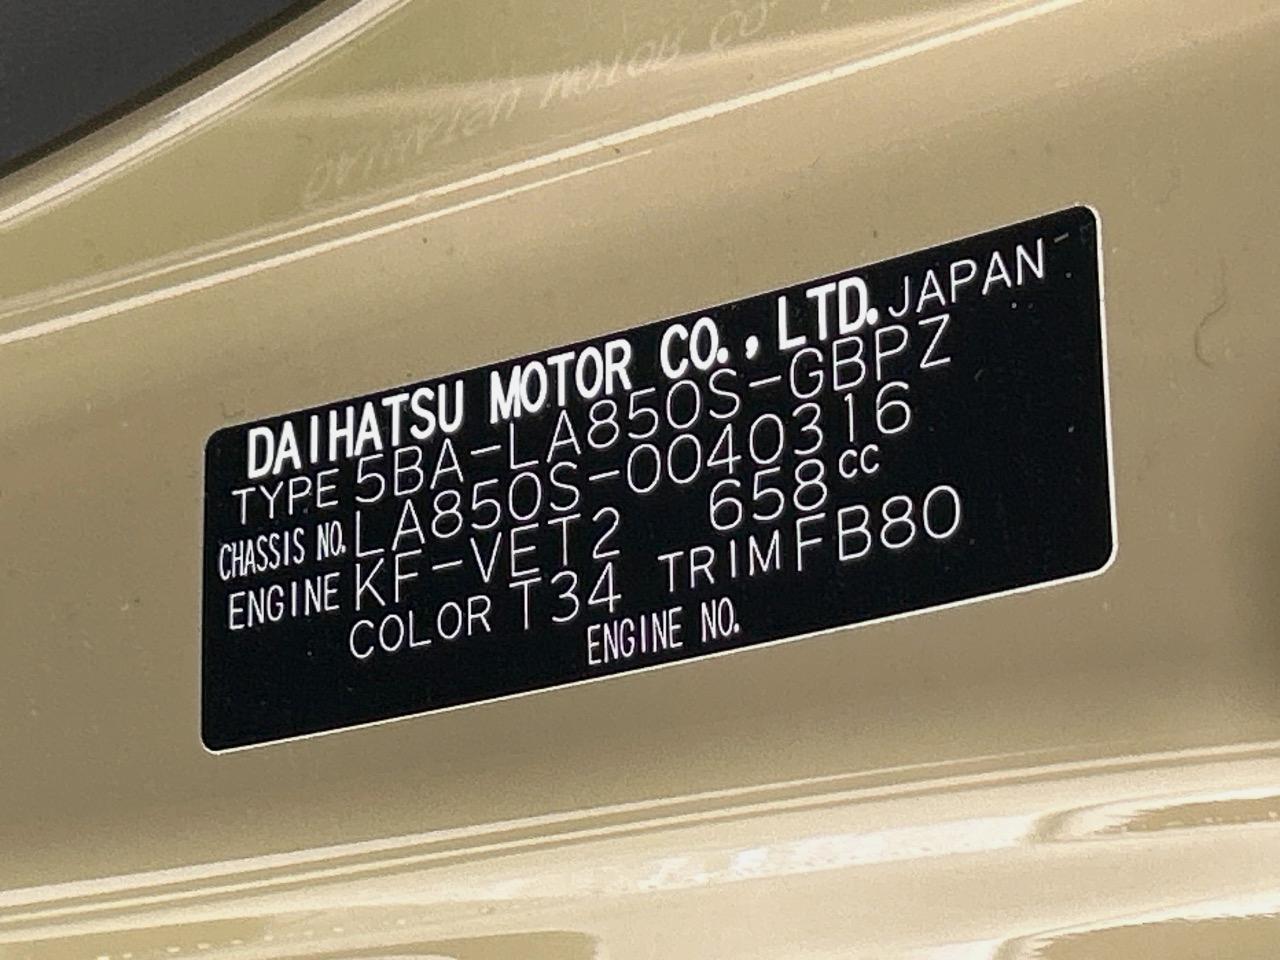 DAIHATSU MOTOR CO., LTD. JAPAN
TYPE 5BA-LA850S-GBPZ
CHASSIS NO. LA850S-0040316
ENGINE KF-VET2 658cc
COLOR T34 TRIM FB80
ENGINE NO.